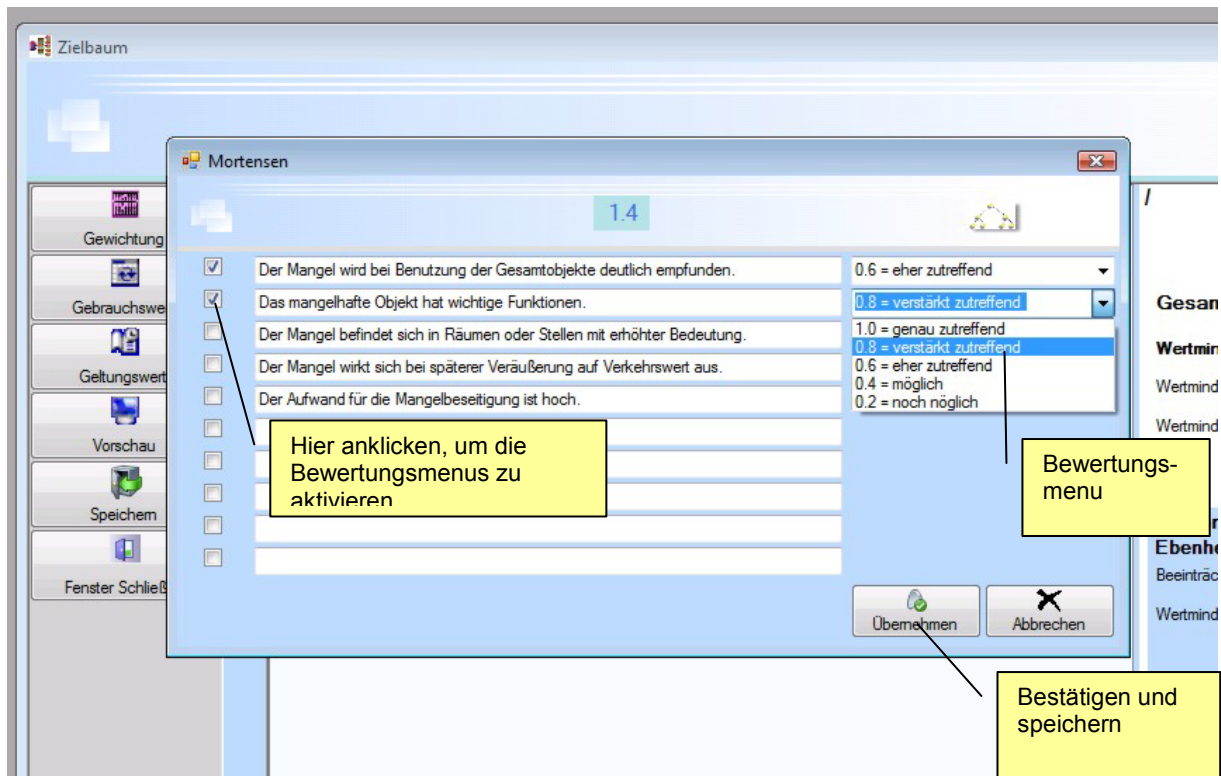 Zielbaum
Mortensen
1.4
Gewichtung
Gebrauchswe
Geltungswert
Vorschau
Speichern
Fenster Schließ
Der Mangel wird bei Benutzung der Gesamtobjekte deutlich empfunden.
0.6 = eher zutreffend
Das mangelhafte Objekt hat wichtige Funktionen.
0.8 = verstärkt zutreffend
Der Mangel befindet sich in Räumen oder Stellen mit erhöhter Bedeutung.
Der Mangel wirkt sich bei späterer Veräußerung auf Verkehrswert aus.
Der Aufwand für die Mangelbeseitigung ist hoch.
1.0 = genau zutreffend
0.8 = verstärkt zutreffend
0.6 = eher zutreffend
0.4 = möglich
0.2 = noch nöglich
Hier anklicken, um die
Bewertungsmenus zu
aktivieren
Bewertungs-
menu
Übernehmen
Abbrechen
Bestätigen und
speichern
/
Gesan
Wertmin
Wertmind
Wertmind
Ebenhe
Beeinträc
Wertmind